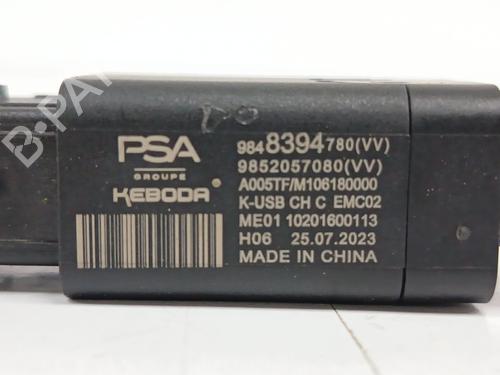 PSA
GROUPE
KEBODA®
9848394780(VV)
9852057080(VV)
A005TF/M106180000
K-USB CH C EMC02
ME01 10201600113
H06 25.07.2023
MADE IN CHINA